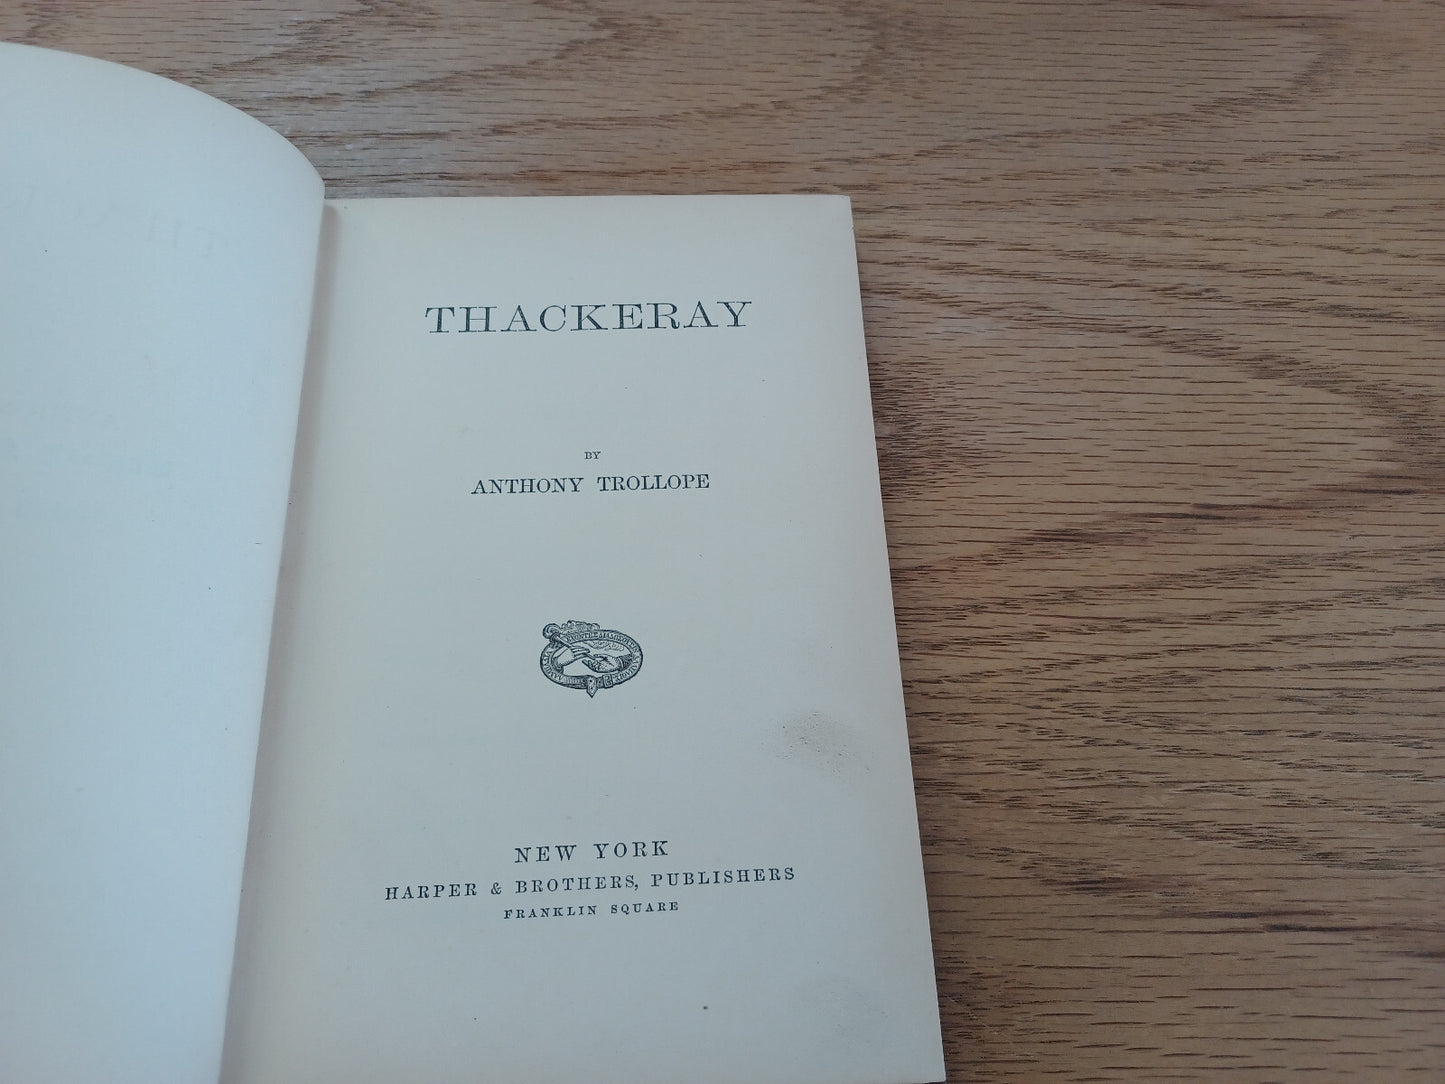 THACKERAY
BY
ANTHONY TROLLOPE
NEW YORK
HARPER & BROTHERS, PUBLISHERS
FRANKLIN SQUARE